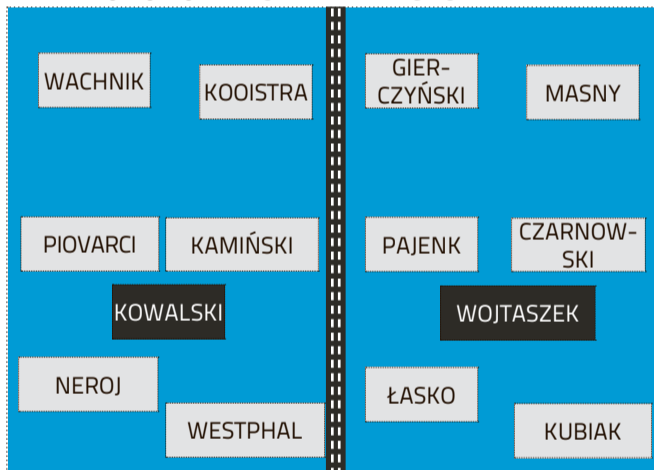 WACHNIK
KOOISTRA
PIOVARCI
KAMIŃSKI
KOWALSKI
NEROJ
WESTPHAL
GIER-
CZYŃSKI
MASNY
PAJENK
CZARNOW-
SKI
WOJTASZEK
ŁASKO
KUBIAK